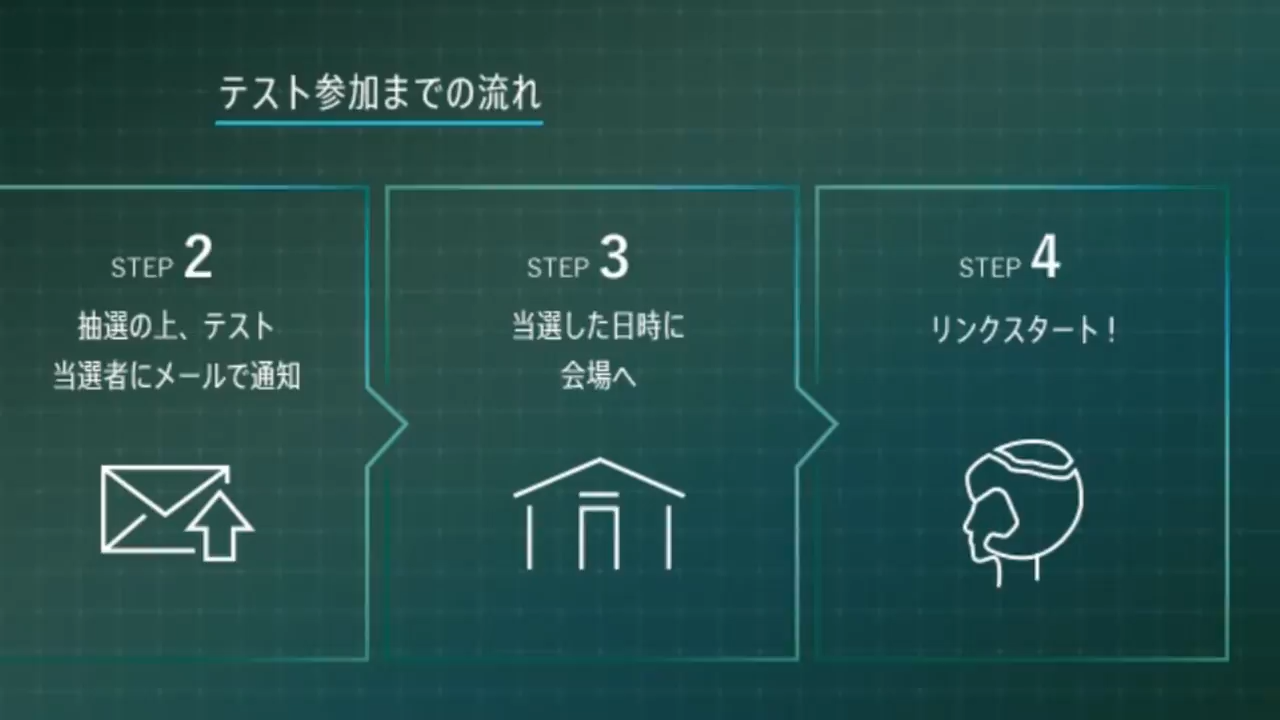 テスト参加までの流れ
STEP 2
抽選の上、テスト
当選者にメールで通知
STEP 3
当選した日時に
会場へ
STEP 4
リンクスタート！